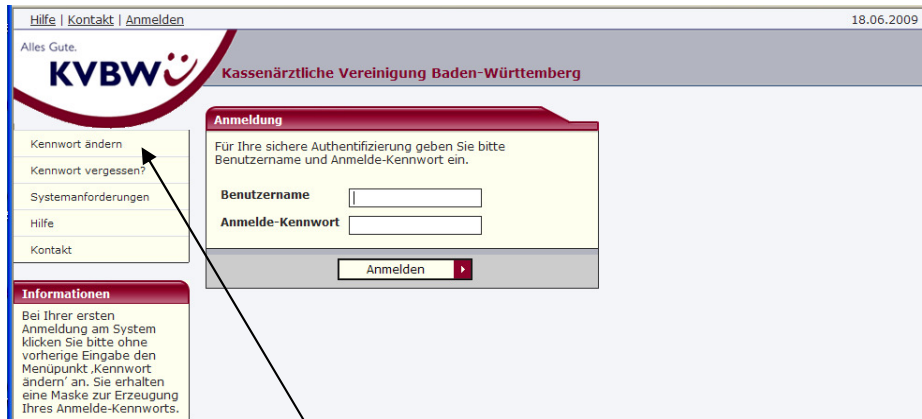 Hilfe | Kontakt | Anmelden
18.06.2009
Alles Gute.
KVBW
Kassenärztliche Vereinigung Baden-Württemberg
Kennwort ändern
Kennwort vergessen?
Systemanforderungen
Hilfe
Kontakt
Anmeldung
Für Ihre sichere Authentifizierung geben Sie bitte
Benutzername und Anmelde-Kennwort ein.
Benutzername
Anmelde-Kennwort
Anmelden
Informationen
Bei Ihrer ersten
Anmeldung am System
klicken Sie bitte ohne
vorherige Eingabe den
Menüpunkt ‚Kennwort
ändern’ an. Sie erhalten
eine Maske zur Erzeugung
Ihres Anmelde-Kennworts.